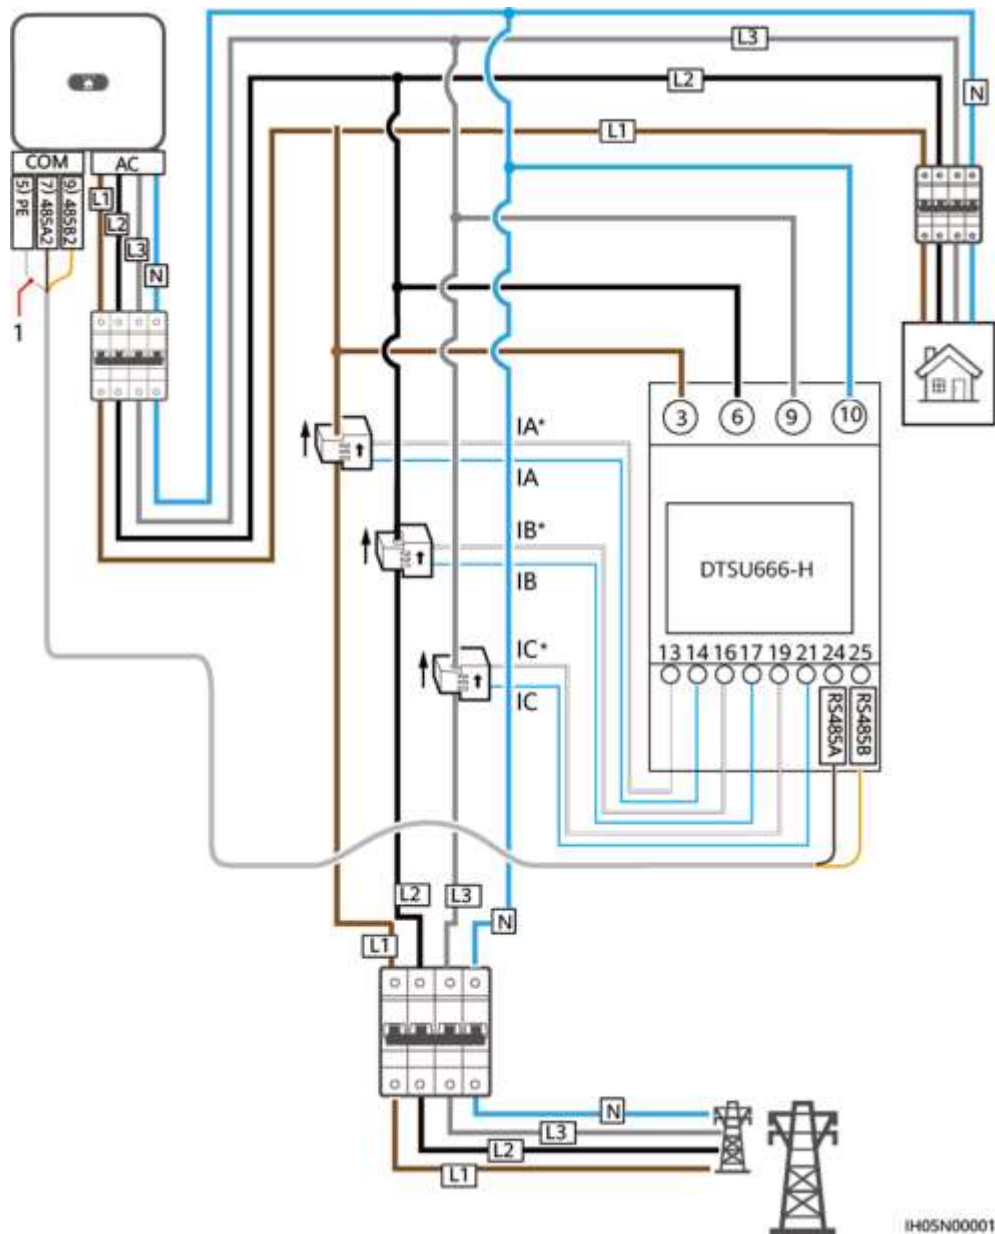 L3
L2
N
L1
COM
AC
5) PE
7) 485A2
9) 485B2
L1
L2
L3
N
1
3
6
9
10
IA*
IA
IB*
IB
DTSU666-H
IC*
IC
13 14 16 17 19 21 24 25
RS485A
RS485B
L2
L3
N
L1
N
L3
L2
L1
IH05N00001